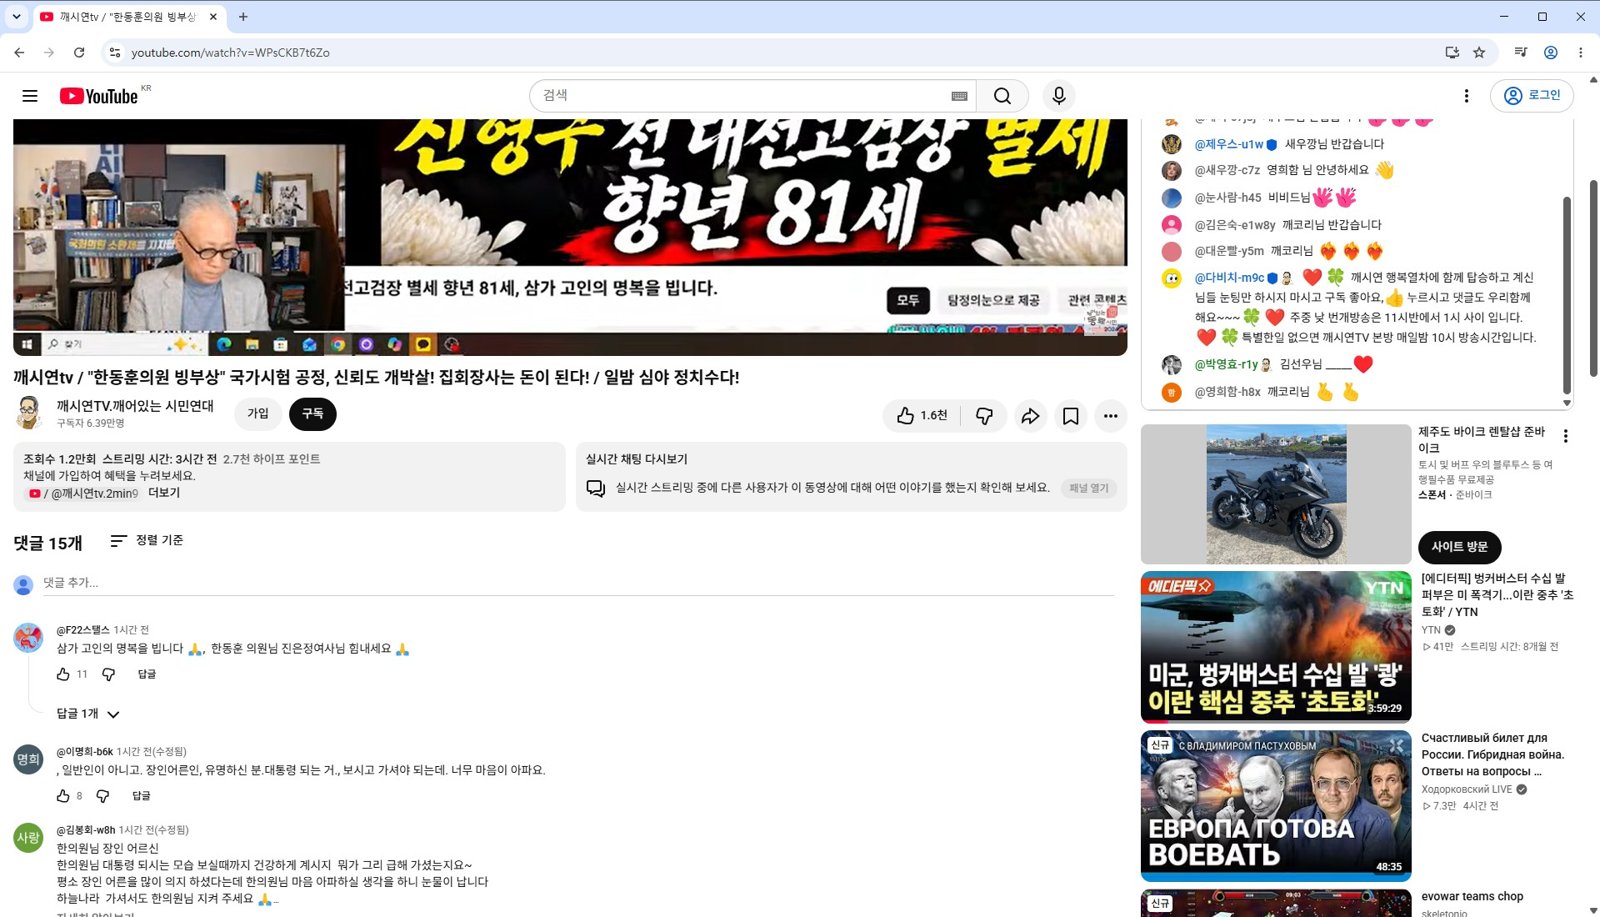 깨시연tv / "한동훈의원 빙부상
youtube.com/watch?v=WPsCKB7t6Zo
YouTube KR
검색
로그인
신영수 전 대전고검장 별세
향년 81세
국회의원 소환제를 지지합
전고검장 별세 향년 81세, 삼가 고인의 명복을 빕니다.
모두
탐정의눈으로 제공
관련 콘텐츠
찾기
깨시연tv / "한동훈의원 빙부상" 국가시험 공정, 신뢰도 개박살! 집회장사는 돈이 된다! / 일밤 심야 정치수다!
깨시연TV.깨어있는 시민연대
구독자 6.39만명
가입
구독
1.6천
조회수 1.2만회 스트리밍 시간: 3시간 전 2.7천 하이프 포인트
채널에 가입하여 혜택을 누려보세요.
/ @깨시연tv.2min9 더보기
실시간 채팅 다시보기
실시간 스트리밍 중에 다른 사용자가 이 동영상에 대해 어떤 이야기를 했는지 확인해 보세요.
패널 열기
댓글 15개
정렬 기준
댓글 추가...
@F22스탤스 1시간 전
삼가 고인의 명복을 빕니다 🙏, 한동훈 의원님 진은정여사님 힘내세요 🙏
11
답글
답글 1개
명희
@이명희-b6k 1시간 전(수정됨)
, 일반인이 아니고. 장인어른인, 유명하신 분.대통령 되는 거., 보시고 가셔야 되는데. 너무 마음이 아파요.
8
답글
사랑
@김봉회-w8h 1시간 전(수정됨)
한의원님 장인 어르신
한의원님 대통령 되시는 모습 보실때까지 건강하게 계시지 뭐가 그리 급해 가셨는지요~
평소 장인 어른을 많이 의지 하셨다는데 한의원님 마음 아파하실 생각을 하니 눈물이 납니다
하늘나라 가셔서도 한의원님 지켜 주세요 🙏..
@제우스-u1w 새우깡님 반갑습니다
@새우깡-c7z 영희함 님 안녕하세요 👋
@눈사람-h45 비비드님
@김은숙-e1w8y 깨코리님 반갑습니다
@대운빨-y5m 깨코리님 ❤️‍🔥 ❤️‍🔥 ❤️‍🔥
@다비치-m9c ❤️ 🍀 깨시연 행복열차에 함께 탑승하고 계신
님들 눈팅만 하시지 마시고 구독 좋아요,👍 누르시고 댓글도 우리함께
해요~~~ 🍀 ❤️ 주중 낮 번개방송은 11시반에서 1시 사이 입니다.
❤️ 🍀 특별한일 없으면 깨시연TV 본방 매일밤 10시 방송시간입니다.
@박영효-r1y 김선우님 _____❤️
함
@영희함-h8x 깨코리님 🫰 🫰
제주도 바이크 렌탈샵 준바
이크
토시 및 버프 우의 블루투스 등 여
행필수품 무료제공
스폰서 · 준바이크
사이트 방문
에디터픽
YTN
미군, 벙커버스터 수십 발 '쾅'
이란 핵심 중추 '초토화'
3:59:29
[에디터픽] 벙커버스터 수십 발
퍼부은 미 폭격기...이란 중추 '초
토화' / YTN
YTN
41만 스트리밍 시간: 8개월 전
신규
С ВЛАДИМИРОМ ПАСТУХОВЫМ
ЕВРОПА ГОТОВА
ВОЕВАТЬ
48:35
Счастливый билет для
России. Гибридная война.
Ответы на вопросы ...
Ходорковский LIVE
7.3만 4시간 전
신규
09:03
evowar teams chop
skeletonio